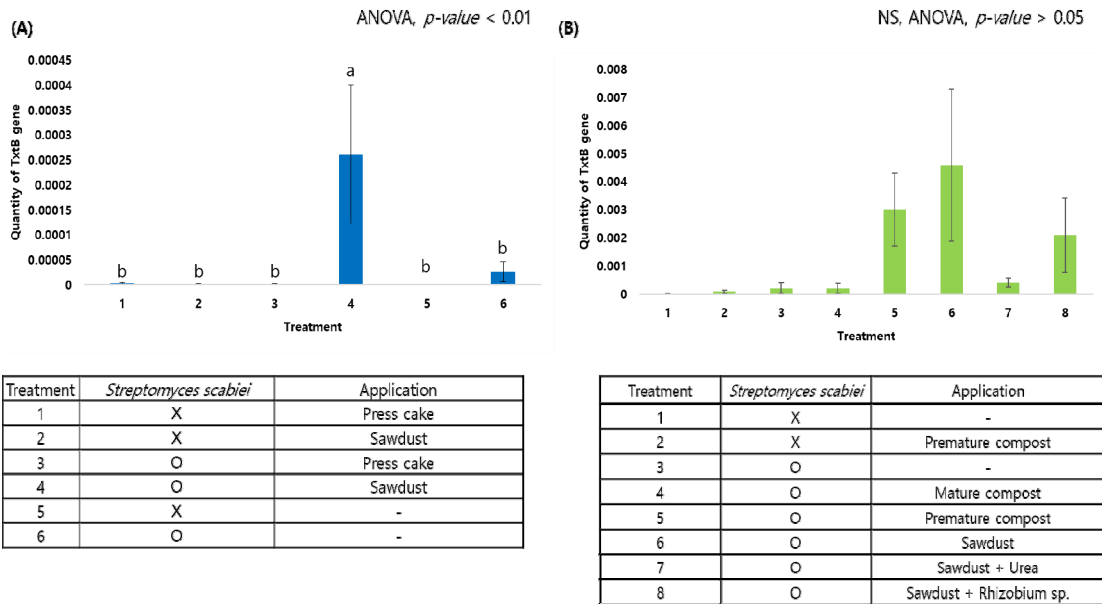 (A)
ANOVA, p-value < 0.01
Quantity of TxtB gene
0.00045
0.0004
0.00035
0.0003
0.00025
0.0002
0.00015
0.0001
0.00005
0
b b b a b b
1 2 3 4 5 6
Treatment
Treatment Streptomyces scabiei Application
1 X Press cake
2 X Sawdust
3 O Press cake
4 O Sawdust
5 X -
6 O -
(B)
NS, ANOVA, p-value > 0.05
Quantity of TxtB gene
0.008
0.007
0.006
0.005
0.004
0.003
0.002
0.001
0
1 2 3 4 5 6 7 8
Treatment
Treatment Streptomyces scabiei Application
1 X -
2 X Premature compost
3 O -
4 O Mature compost
5 O Premature compost
6 O Sawdust
7 O Sawdust + Urea
8 O Sawdust + Rhizobium sp.